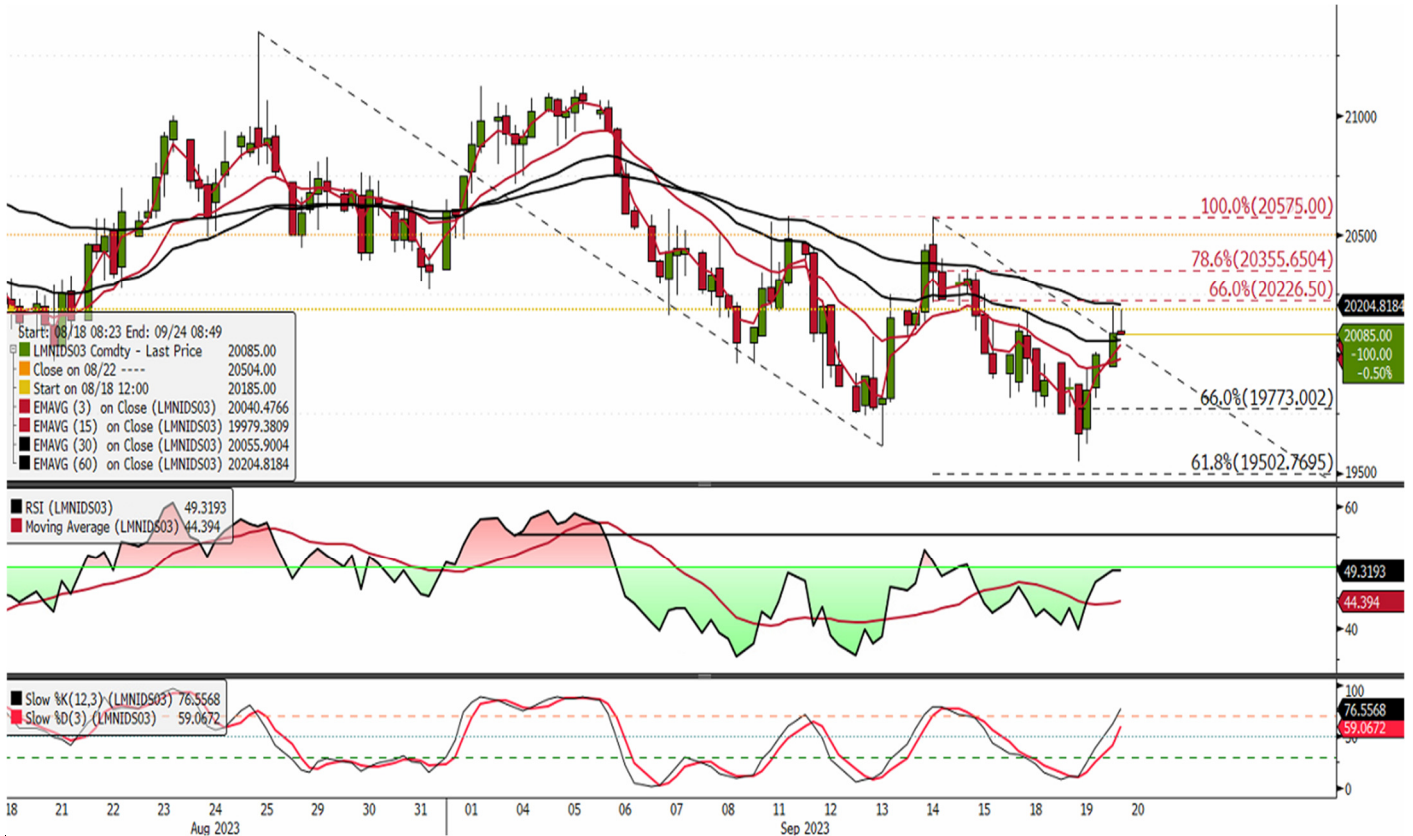 21000
100.0%(20575.00)
20500
78.6%(20355.6504)
66.0%(20226.50)
20204.8184
Start: 08/18 08:23 End: 09/24 08:49
LMNIDS03 Comdty - Last Price 20085.00
Close on 08/22 ---- 20504.00
Start on 08/18 12:00 20185.00
EMAVG (3) on Close (LMNIDS03) 20040.4766
EMAVG (15) on Close (LMNIDS03) 19979.3809
EMAVG (30) on Close (LMNIDS03) 20055.9004
EMAVG (60) on Close (LMNIDS03) 20204.8184
20085.00
-100.00
-0.50%
66.0%(19773.002)
61.8%(19502.7695)
19500
RSI (LMNIDS03) 49.3193
Moving Average (LMNIDS03) 44.394
60
49.3193
44.394
40
Slow %K(12,3) (LMNIDS03) 76.5568
Slow %D(3) (LMNIDS03) 59.0672
100
76.5568
59.0672
0
18 21 22 23 24 25 29 30 31 01 04 05 06 07 08 11 12 13 14 15 18 19 20
Aug 2023 Sep 2023